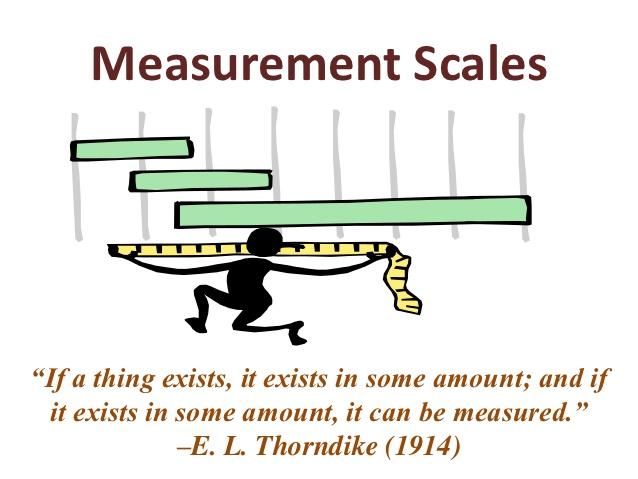 Measurement Scales
“If a thing exists, it exists in some amount; and if
it exists in some amount, it can be measured.”
–E. L. Thorndike (1914)